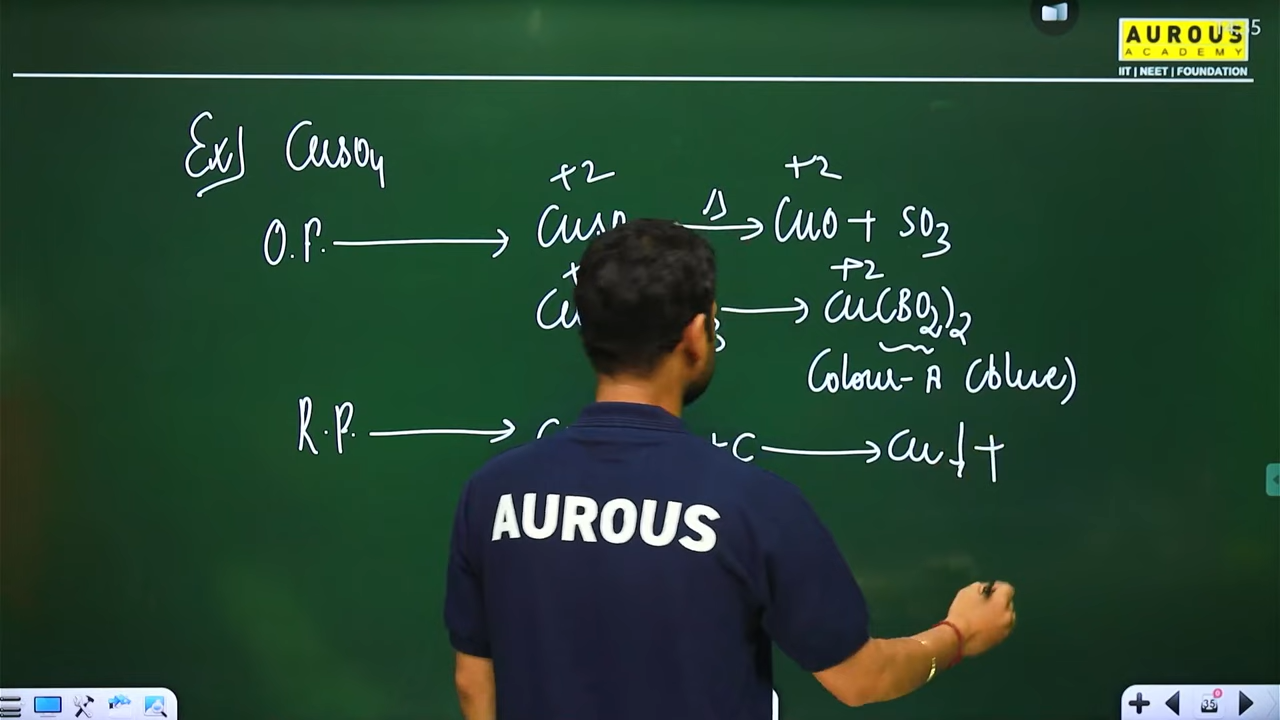 AUROUS
ACADEMY
IIT | NEET | FOUNDATION
Ex] CuSO4
+2 +2
O.P. → CuSO Δ → CuO + SO3
+2
Cu → Cu(BO2)2
Colour-A (blue)
R.P. → C +C → Cu↓ +
AUROUS
35